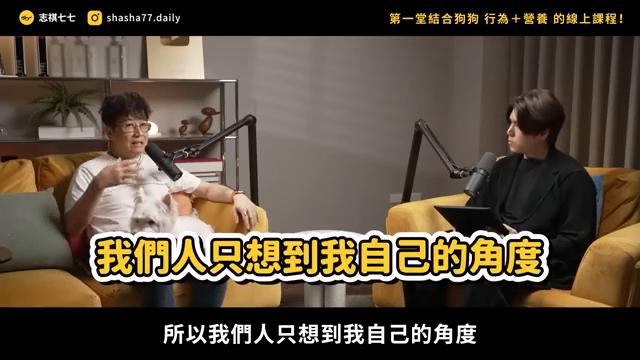 志祺七七
shasha77.daily
第一堂結合狗狗 行為＋營養 的線上課程！
我們人只想到我自己的角度
所以我們人只想到我自己的角度